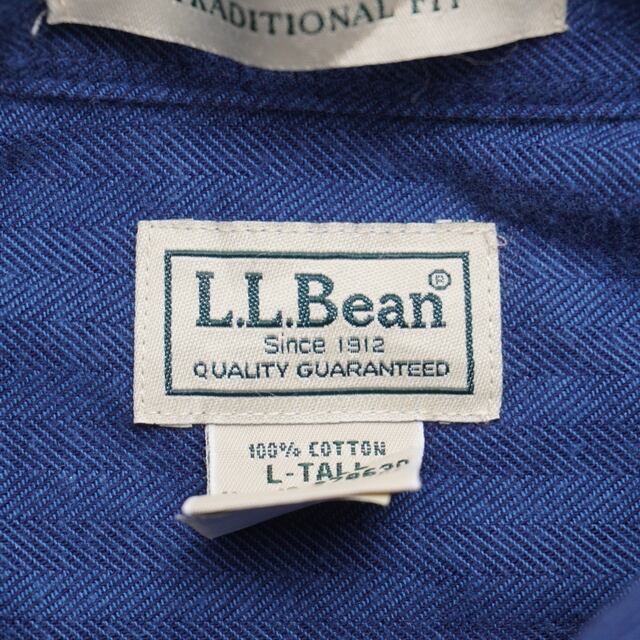 TRADITIONAL FIT
L.L.Bean®
Since 1912
QUALITY GUARANTEED
100% COTTON
L-TALL